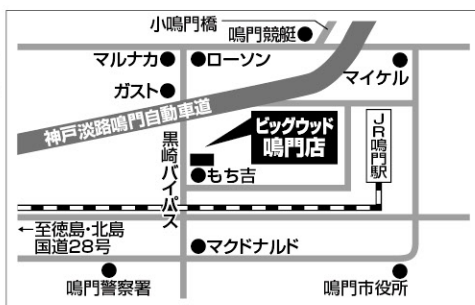 小鳴門橋
鳴門競艇
マルナカ
ローソン
マイケル
ガスト
神戸淡路鳴門自動車道
ビッグウッド
鳴門店
JR鳴門駅
黒崎バイパス
もち吉
←至徳島・北島
国道28号
マクドナルド
鳴門警察署
鳴門市役所